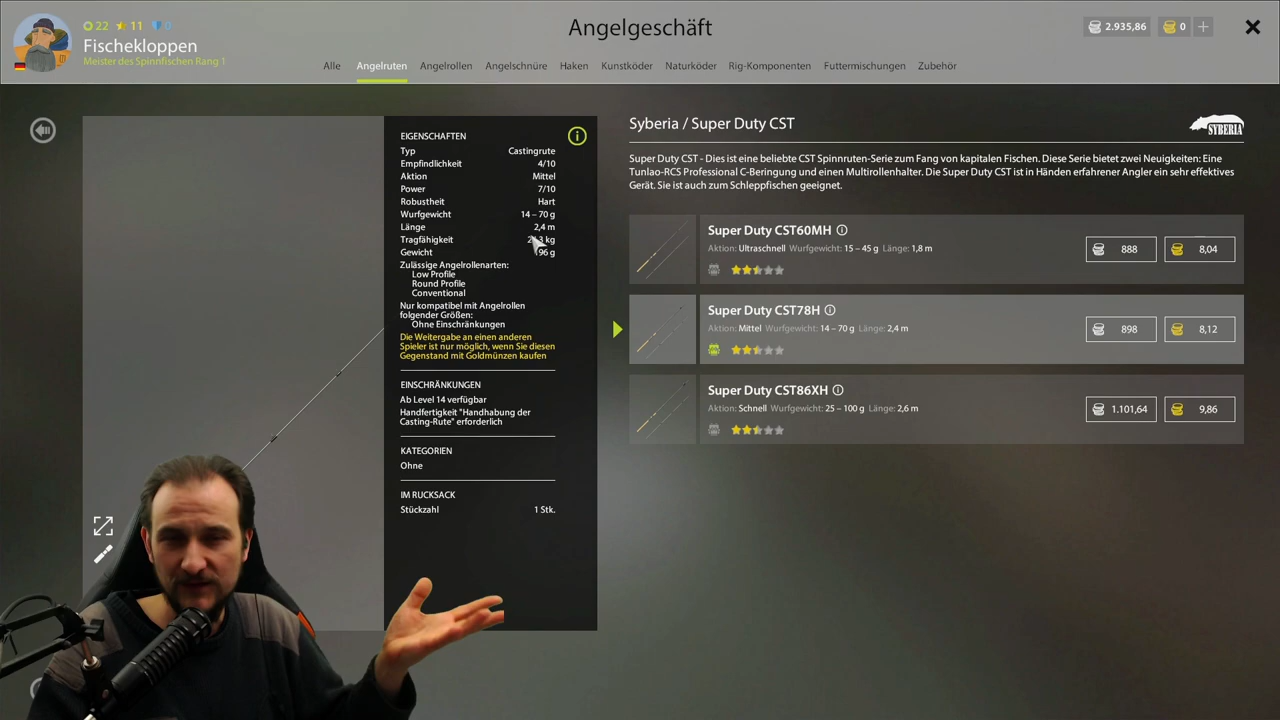 22 11 0
Fischekloppen
Meister des Spinnfischen Rang 1
Angelgeschäft
2.935,86 0 +
Alle Angelruten Angelrollen Angelschnüre Haken Kunstköder Naturköder Rig-Komponenten Futtermischungen Zubehör
EIGENSCHAFTEN
Typ Castingrute
Empfindlichkeit 4/10
Aktion Mittel
Power 7/10
Robustheit Hart
Wurfgewicht 14 – 70 g
Länge 2,4 m
Tragfähigkeit kg
Gewicht g
Zulässige Angelrollenarten:
Low Profile
Round Profile
Conventional
Nur kompatibel mit Angelrollen
folgender Größen:
Ohne Einschränkungen
Die Weitergabe an einen anderen
Spieler ist nur möglich, wenn Sie diesen
Gegenstand mit Goldmünzen kaufen
EINSCHRÄNKUNGEN
Ab Level 14 verfügbar
Handfertigkeit "Handhabung der
Casting-Rute" erforderlich
KATEGORIEN
Ohne
IM RUCKSACK
Stückzahl 1 Stk.
Syberia / Super Duty CST
SYBERIA
Super Duty CST - Dies ist eine beliebte CST Spinnruten-Serie zum Fang von kapitalen Fischen. Diese Serie bietet zwei Neuigkeiten: Eine
Tunlao-RCS Professional C-Beringung und einen Multirollenhalter. Die Super Duty CST ist in Händen erfahrener Angler ein sehr effektives
Gerät. Sie ist auch zum Schleppfischen geeignet.
Super Duty CST60MH
Aktion: Ultraschnell Wurfgewicht: 15 – 45 g Länge: 1,8 m
888 8,04
Super Duty CST78H
Aktion: Mittel Wurfgewicht: 14 – 70 g Länge: 2,4 m
898 8,12
Super Duty CST86XH
Aktion: Schnell Wurfgewicht: 25 – 100 g Länge: 2,6 m
1.101,64 9,86